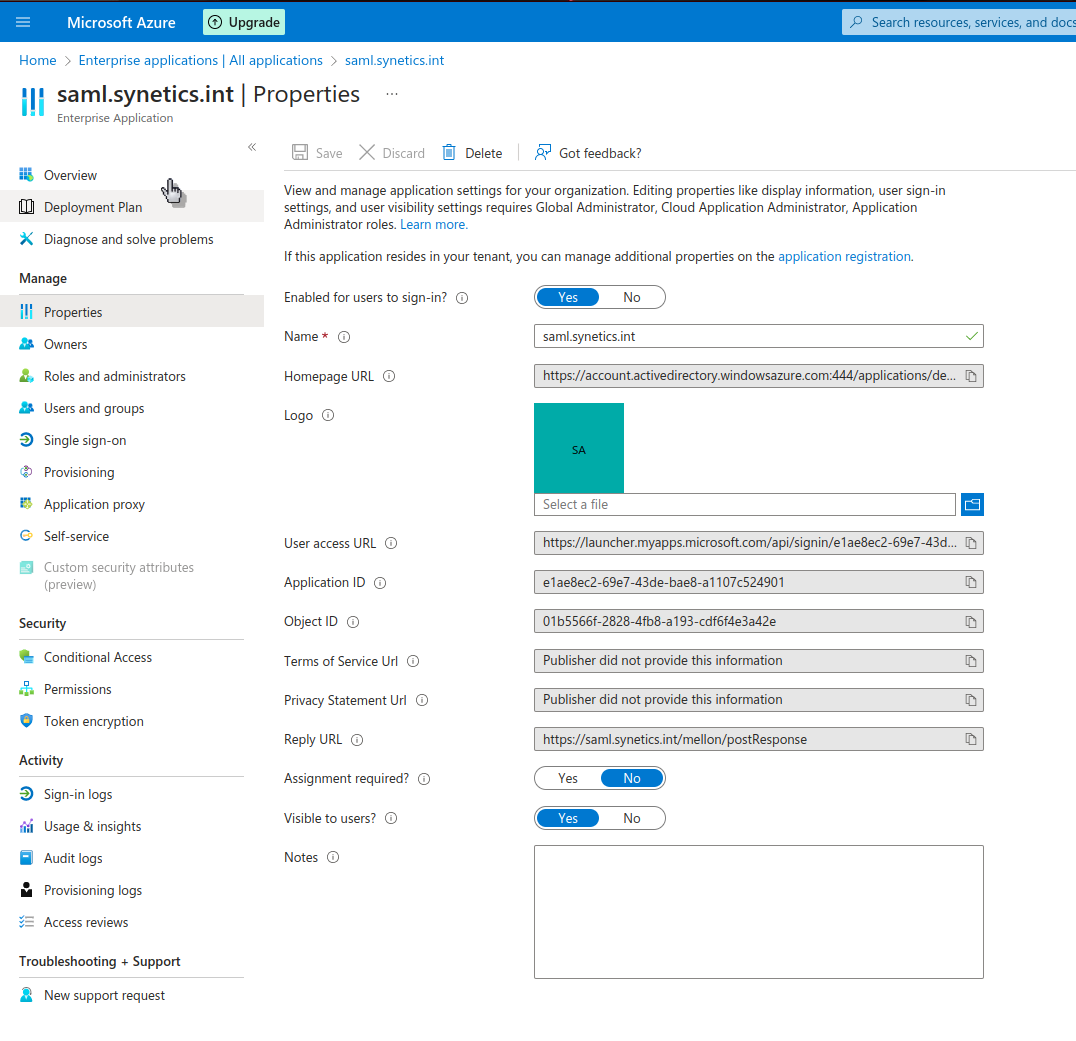 Microsoft Azure
Upgrade
Search resources, services, and docs
Home > Enterprise applications | All applications > saml.synetics.int
saml.synetics.int | Properties ...
Enterprise Application
«
Save Discard Delete Got feedback?
Overview
Deployment Plan
Diagnose and solve problems
Manage
Properties
Owners
Roles and administrators
Users and groups
Single sign-on
Provisioning
Application proxy
Self-service
Custom security attributes
(preview)
Security
Conditional Access
Permissions
Token encryption
Activity
Sign-in logs
Usage & insights
Audit logs
Provisioning logs
Access reviews
Troubleshooting + Support
New support request
View and manage application settings for your organization. Editing properties like display information, user sign-in
settings, and user visibility settings requires Global Administrator, Cloud Application Administrator, Application
Administrator roles. Learn more.
If this application resides in your tenant, you can manage additional properties on the application registration.
Enabled for users to sign-in? Yes No
Name * saml.synetics.int
Homepage URL https://account.activedirectory.windowsazure.com:444/applications/de...
Logo
SA
Select a file
User access URL https://launcher.myapps.microsoft.com/api/signin/e1ae8ec2-69e7-43d...
Application ID e1ae8ec2-69e7-43de-bae8-a1107c524901
Object ID 01b5566f-2828-4fb8-a193-cdf6f4e3a42e
Terms of Service Url Publisher did not provide this information
Privacy Statement Url Publisher did not provide this information
Reply URL https://saml.synetics.int/mellon/postResponse
Assignment required? Yes No
Visible to users? Yes No
Notes